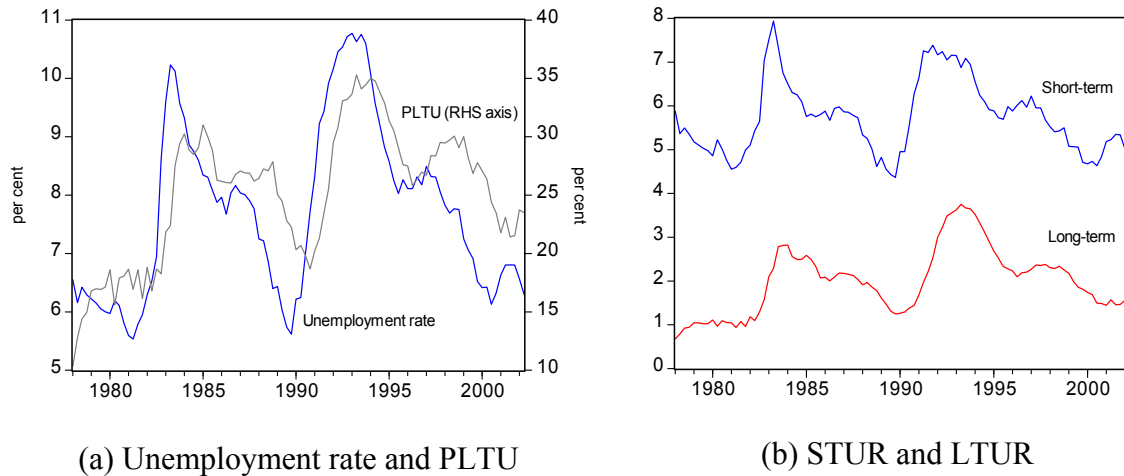 11
10
9
8
7
6
5
per cent
40
35
30
25
20
15
10
per cent
PLTU (RHS axis)
Unemployment rate
1980 1985 1990 1995 2000
(a) Unemployment rate and PLTU
8
7
6
5
4
3
2
1
0
Short-term
Long-term
1980 1985 1990 1995 2000
(b) STUR and LTUR